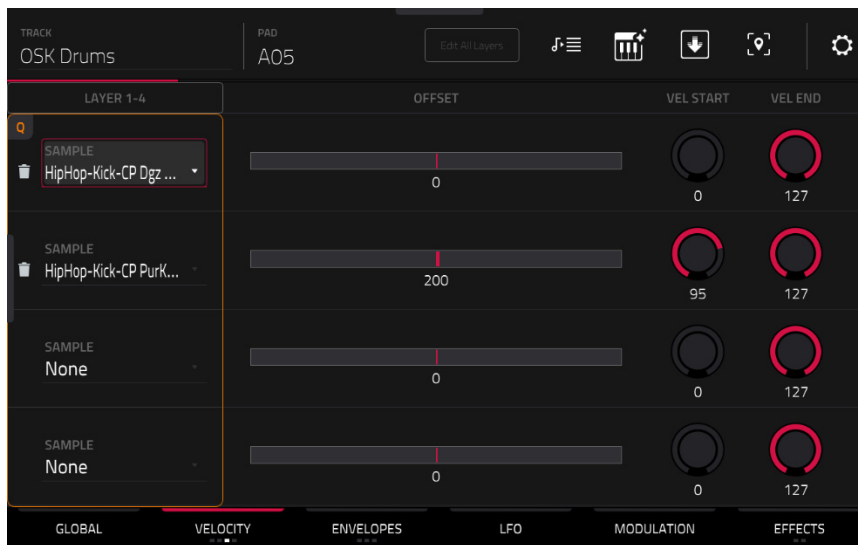 TRACK
OSK Drums
PAD
A05
Edit All Layers
LAYER 1-4 OFFSET VEL START VEL END
Q
SAMPLE
HipHop-Kick-CP Dgz ...
0 0 127
SAMPLE
HipHop-Kick-CP PurK...
200 95 127
SAMPLE
None
0 0 127
SAMPLE
None
0 0 127
GLOBAL VELOCITY ENVELOPES LFO MODULATION EFFECTS